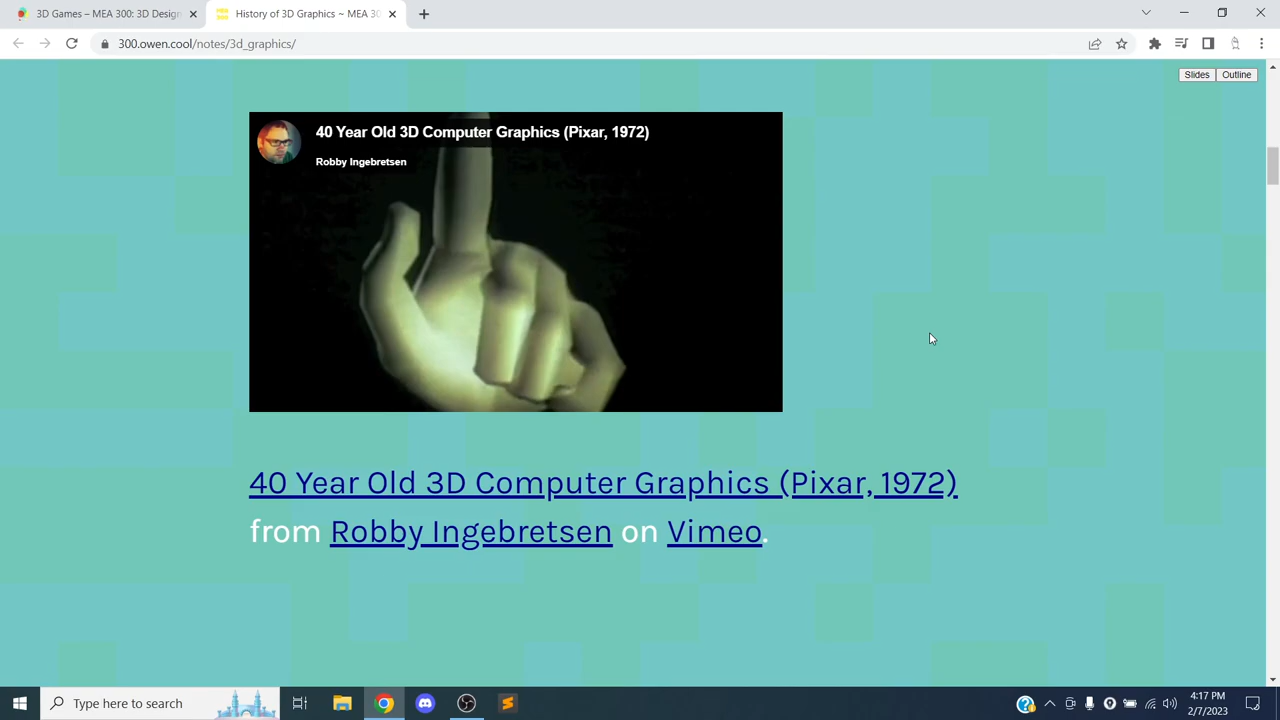 3D Games – MEA 300: 3D Design
History of 3D Graphics ~ MEA 30
300.owen.cool/notes/3d_graphics/
Slides
Outline
40 Year Old 3D Computer Graphics (Pixar, 1972)
Robby Ingebretsen
40 Year Old 3D Computer Graphics (Pixar, 1972)
from Robby Ingebretsen on Vimeo.
Type here to search
4:17 PM
2/7/2023